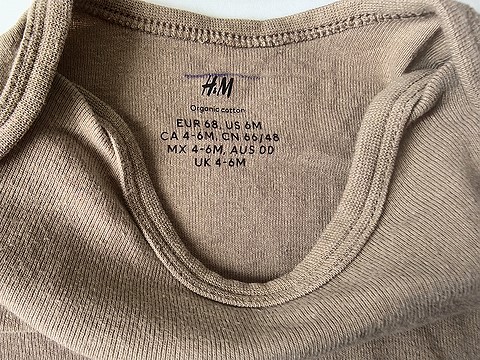 H&M
Organic cotton
EUR 68, US 6M
CA 4-6M, CN 66/48
MX 4-6M, AUS 00
UK 4-6M